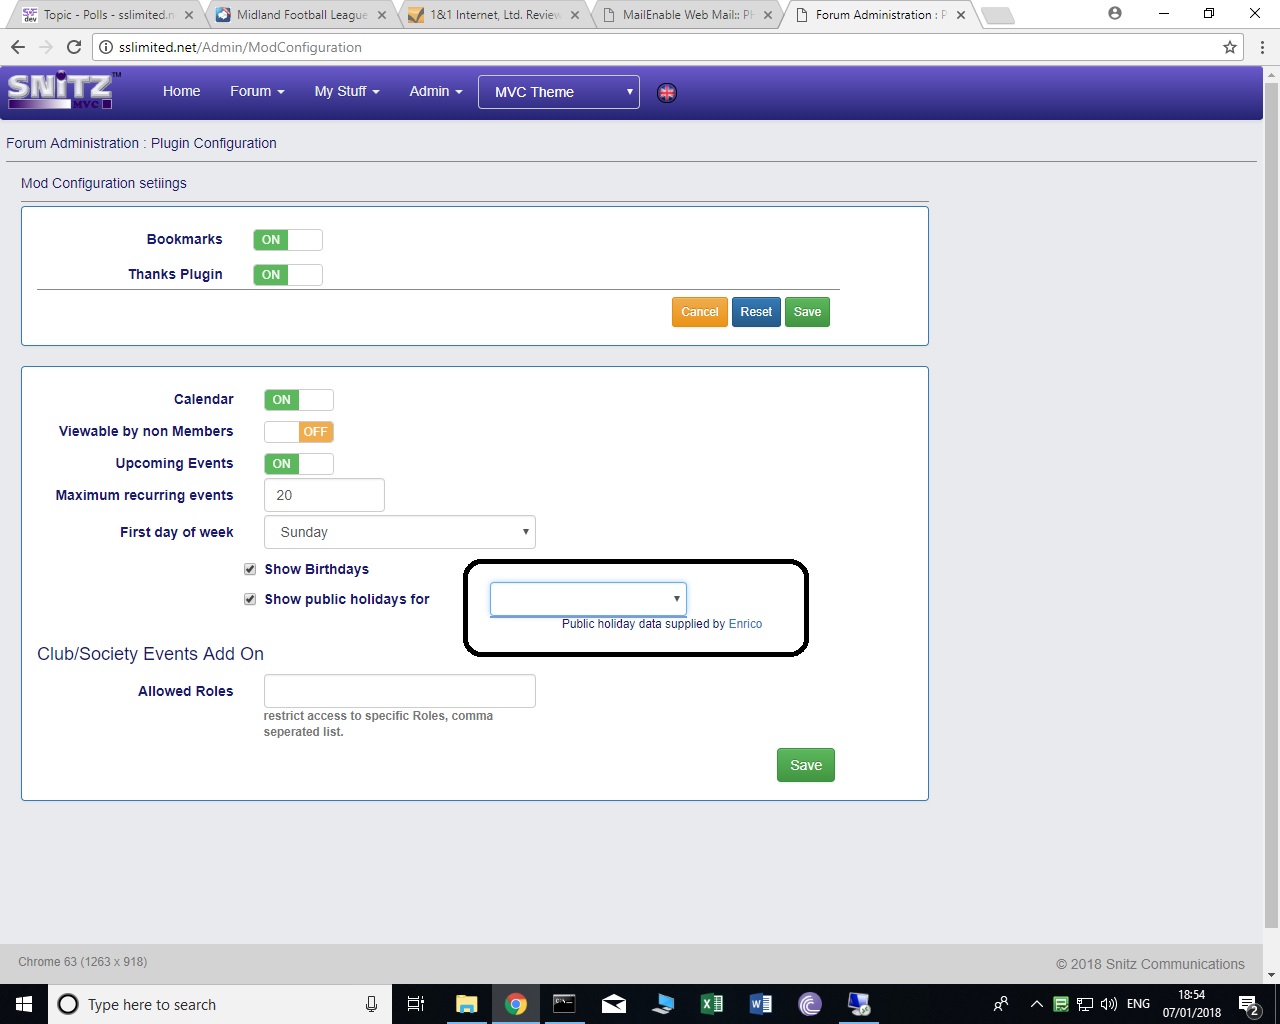 Topic - Polls - sslimited.n
Midland Football League
1&1 Internet, Ltd. Review
MailEnable Web Mail:: P
Forum Administration : P
sslimited.net/Admin/ModConfiguration
SNiTZ™
MVC
Home
Forum
My Stuff
Admin
MVC Theme
Forum Administration : Plugin Configuration
Mod Configuration setiings
Bookmarks ON
Thanks Plugin ON
Cancel Reset Save
Calendar ON
Viewable by non Members OFF
Upcoming Events ON
Maximum recurring events 20
First day of week Sunday
Show Birthdays
Show public holidays for
Public holiday data supplied by Enrico
Club/Society Events Add On
Allowed Roles
restrict access to specific Roles, comma
seperated list.
Save
Chrome 63 (1263 x 918)
© 2018 Snitz Communications
Type here to search
ENG
18:54
07/01/2018
2